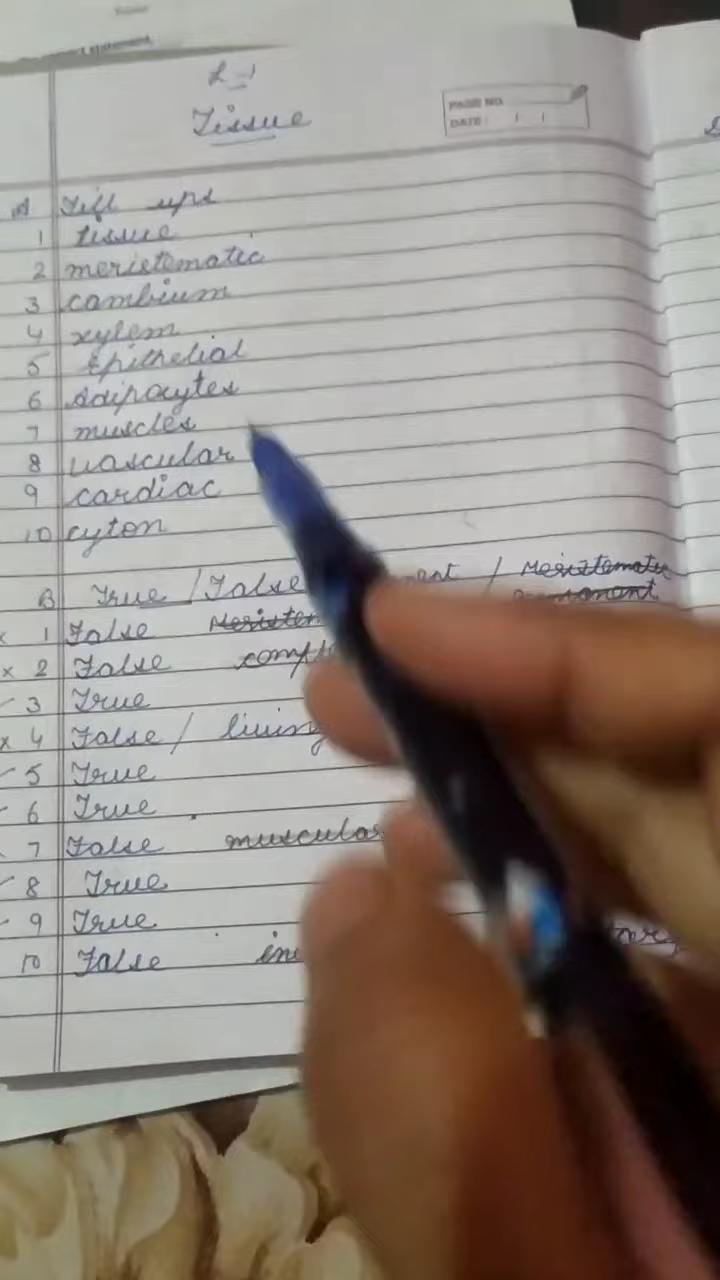 L-1
Tissue
PAGE NO.
DATE: / /
A Fill ups
1 tissue
2 meristematic
3 cambium
4 xylem
5 Epithelial
6 Adipocytes
7 muscles
8 vascular
9 cardiac
10 cyton
B True / False / Meristematic
x 1 False
x 2 False
3 True
x 4 False / living
5 True
6 True
7 False muscular
8 True
9 True
10 False